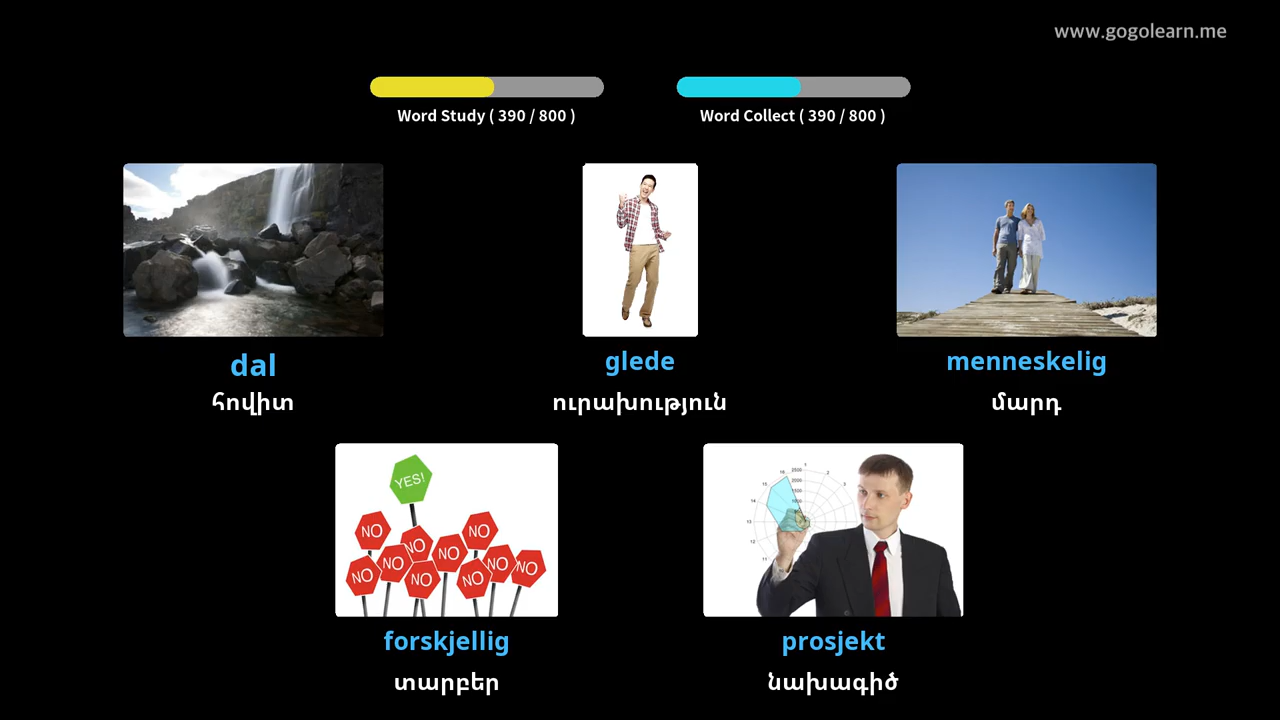 www.gogolearn.me
Word Study ( 390 / 800 )
Word Collect ( 390 / 800 )
dal
հովիտ
glede
ուրախություն
menneskelig
մարդ
YES!
NO
NO
NO
NO
NO
NO
NO
NO
NO
NO
forskjellig
տարբեր
prosjekt
նախագիծ